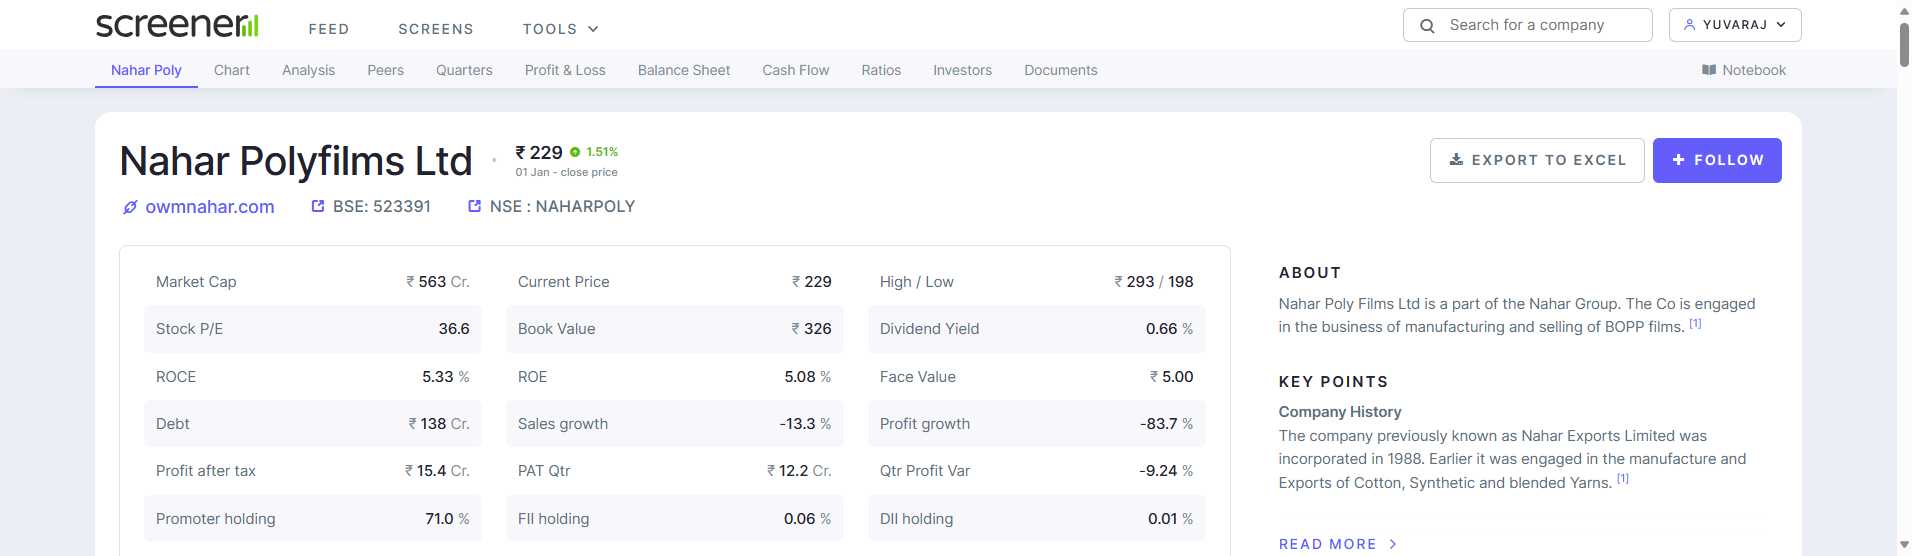 screener FEED SCREENS TOOLS Search for a company YUVARAJ
Nahar Poly Chart Analysis Peers Quarters Profit & Loss Balance Sheet Cash Flow Ratios Investors Documents Notebook
Nahar Polyfilms Ltd · ₹ 229 1.51%
01 Jan - close price
EXPORT TO EXCEL + FOLLOW
owmnahar.com BSE: 523391 NSE : NAHARPOLY
Market Cap ₹ 563 Cr. Current Price ₹ 229 High / Low ₹ 293 / 198
Stock P/E 36.6 Book Value ₹ 326 Dividend Yield 0.66 %
ROCE 5.33 % ROE 5.08 % Face Value ₹ 5.00
Debt ₹ 138 Cr. Sales growth -13.3 % Profit growth -83.7 %
Profit after tax ₹ 15.4 Cr. PAT Qtr ₹ 12.2 Cr. Qtr Profit Var -9.24 %
Promoter holding 71.0 % FII holding 0.06 % DII holding 0.01 %
ABOUT
Nahar Poly Films Ltd is a part of the Nahar Group. The Co is engaged
in the business of manufacturing and selling of BOPP films. [1]
KEY POINTS
Company History
The company previously known as Nahar Exports Limited was
incorporated in 1988. Earlier it was engaged in the manufacture and
Exports of Cotton, Synthetic and blended Yarns. [1]
READ MORE